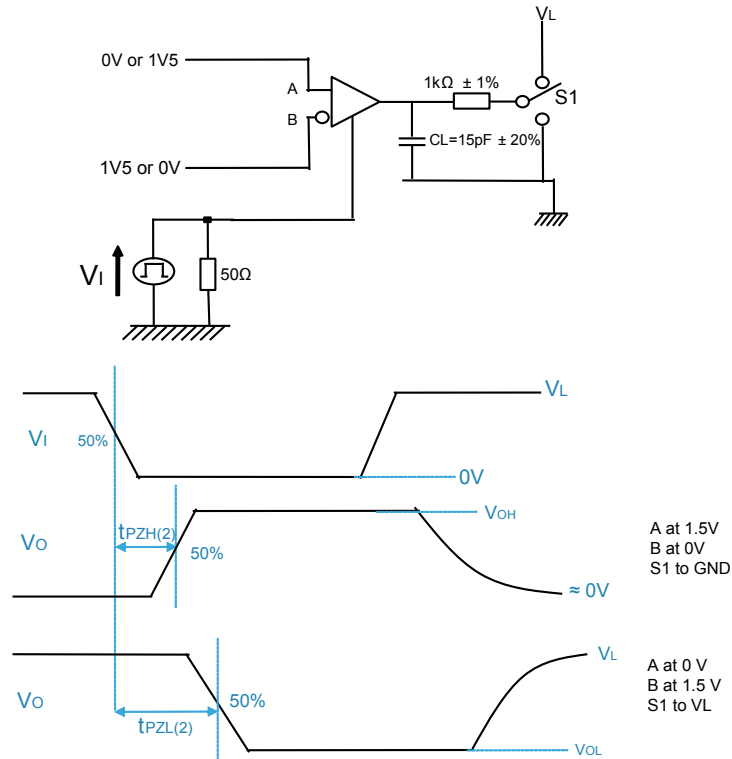 VL
0V or 1V5
1kΩ ± 1%
A
S1
B
CL=15pF ± 20%
1V5 or 0V
VI
50Ω
VL
VI
50%
0V
VOH
tPZH(2)
VO
50%
≈ 0V
A at 1.5V
B at 0V
S1 to GND
VL
VO
50%
tPZL(2)
VOL
A at 0 V
B at 1.5 V
S1 to VL